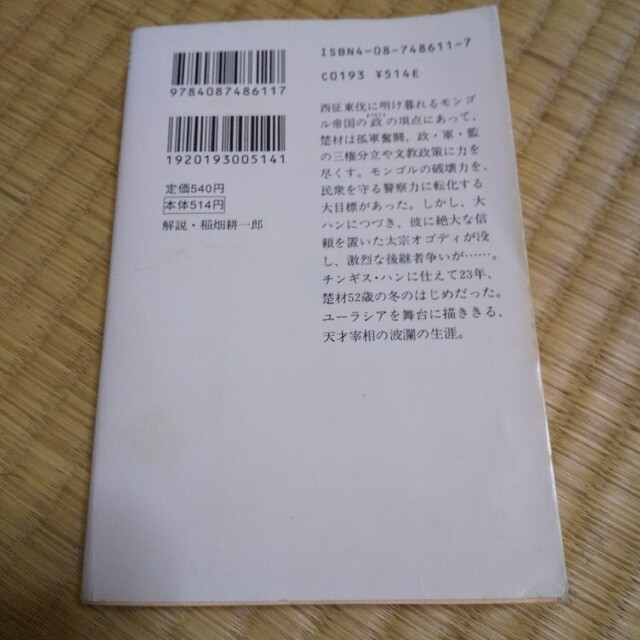 ISBN4-08-748611-7
C0193 ¥514E
9784087486117
1920193005141
定価540円
本体514円
解説・稲畑耕一郎
西征東伐に明け暮れるモンゴ
ル帝国の政の頂点にあって、
楚材は孤軍奮闘、政・軍・監
の三権分立や文教政策に力を
尽くす。モンゴルの破壊力を、
民衆を守る警察力に転化する
大目標があった。しかし、大
ハンにつづき、彼に絶大な信
頼を置いた太宗オゴディが没
し、激烈な後継者争いが……。
チンギス・ハンに仕えて23年、
楚材52歳の冬のはじめだった。
ユーラシアを舞台に描ききる、
天才宰相の波瀾の生涯。